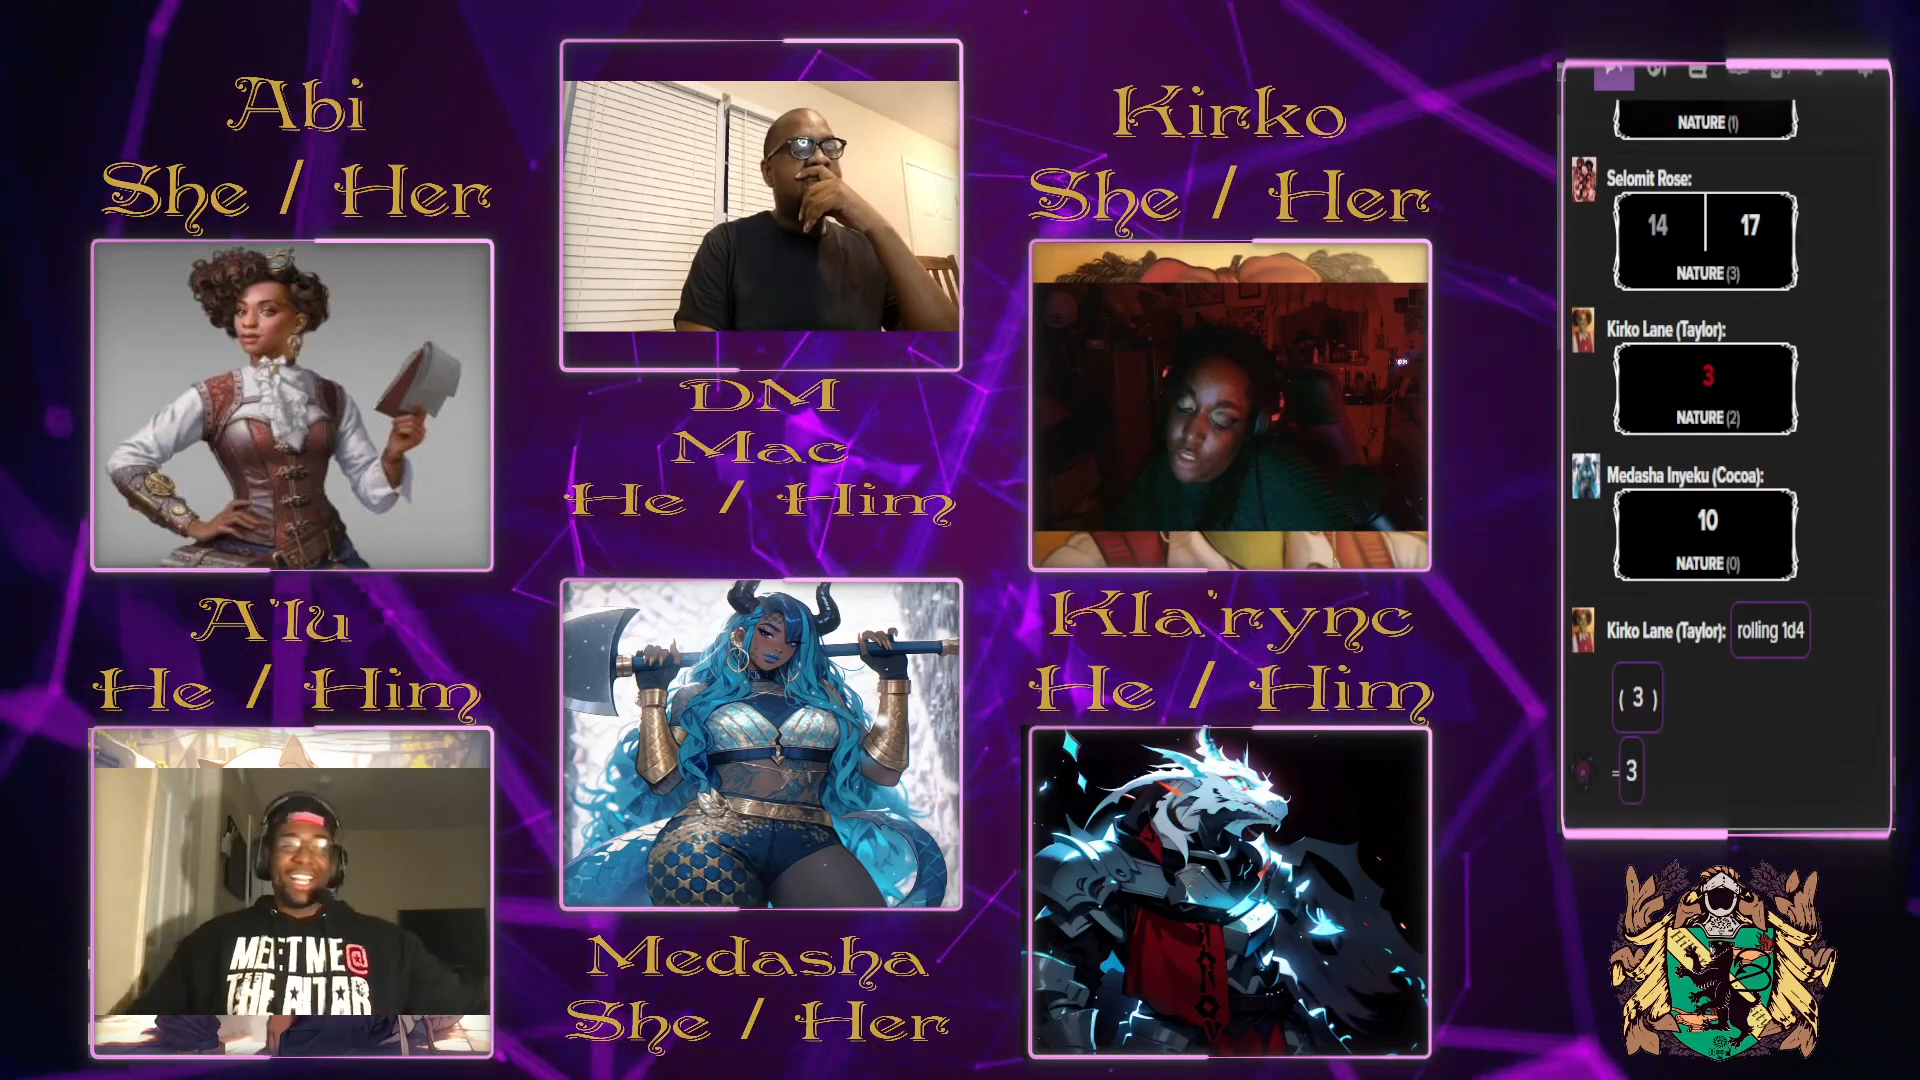 Abi
She / Her
DM
Mac
He / Him
Kirko
She / Her
A'lu
He / Him
MEET ME @
THE ALTAR
Medasha
She / Her
Kla'rync
He / Him
NATURE (1)
Selomit Rose:
14 17
NATURE (3)
Kirko Lane (Taylor):
3
NATURE (2)
Medasha Inyeku (Cocoa):
10
NATURE (0)
Kirko Lane (Taylor): rolling 1d4
( 3 )
= 3